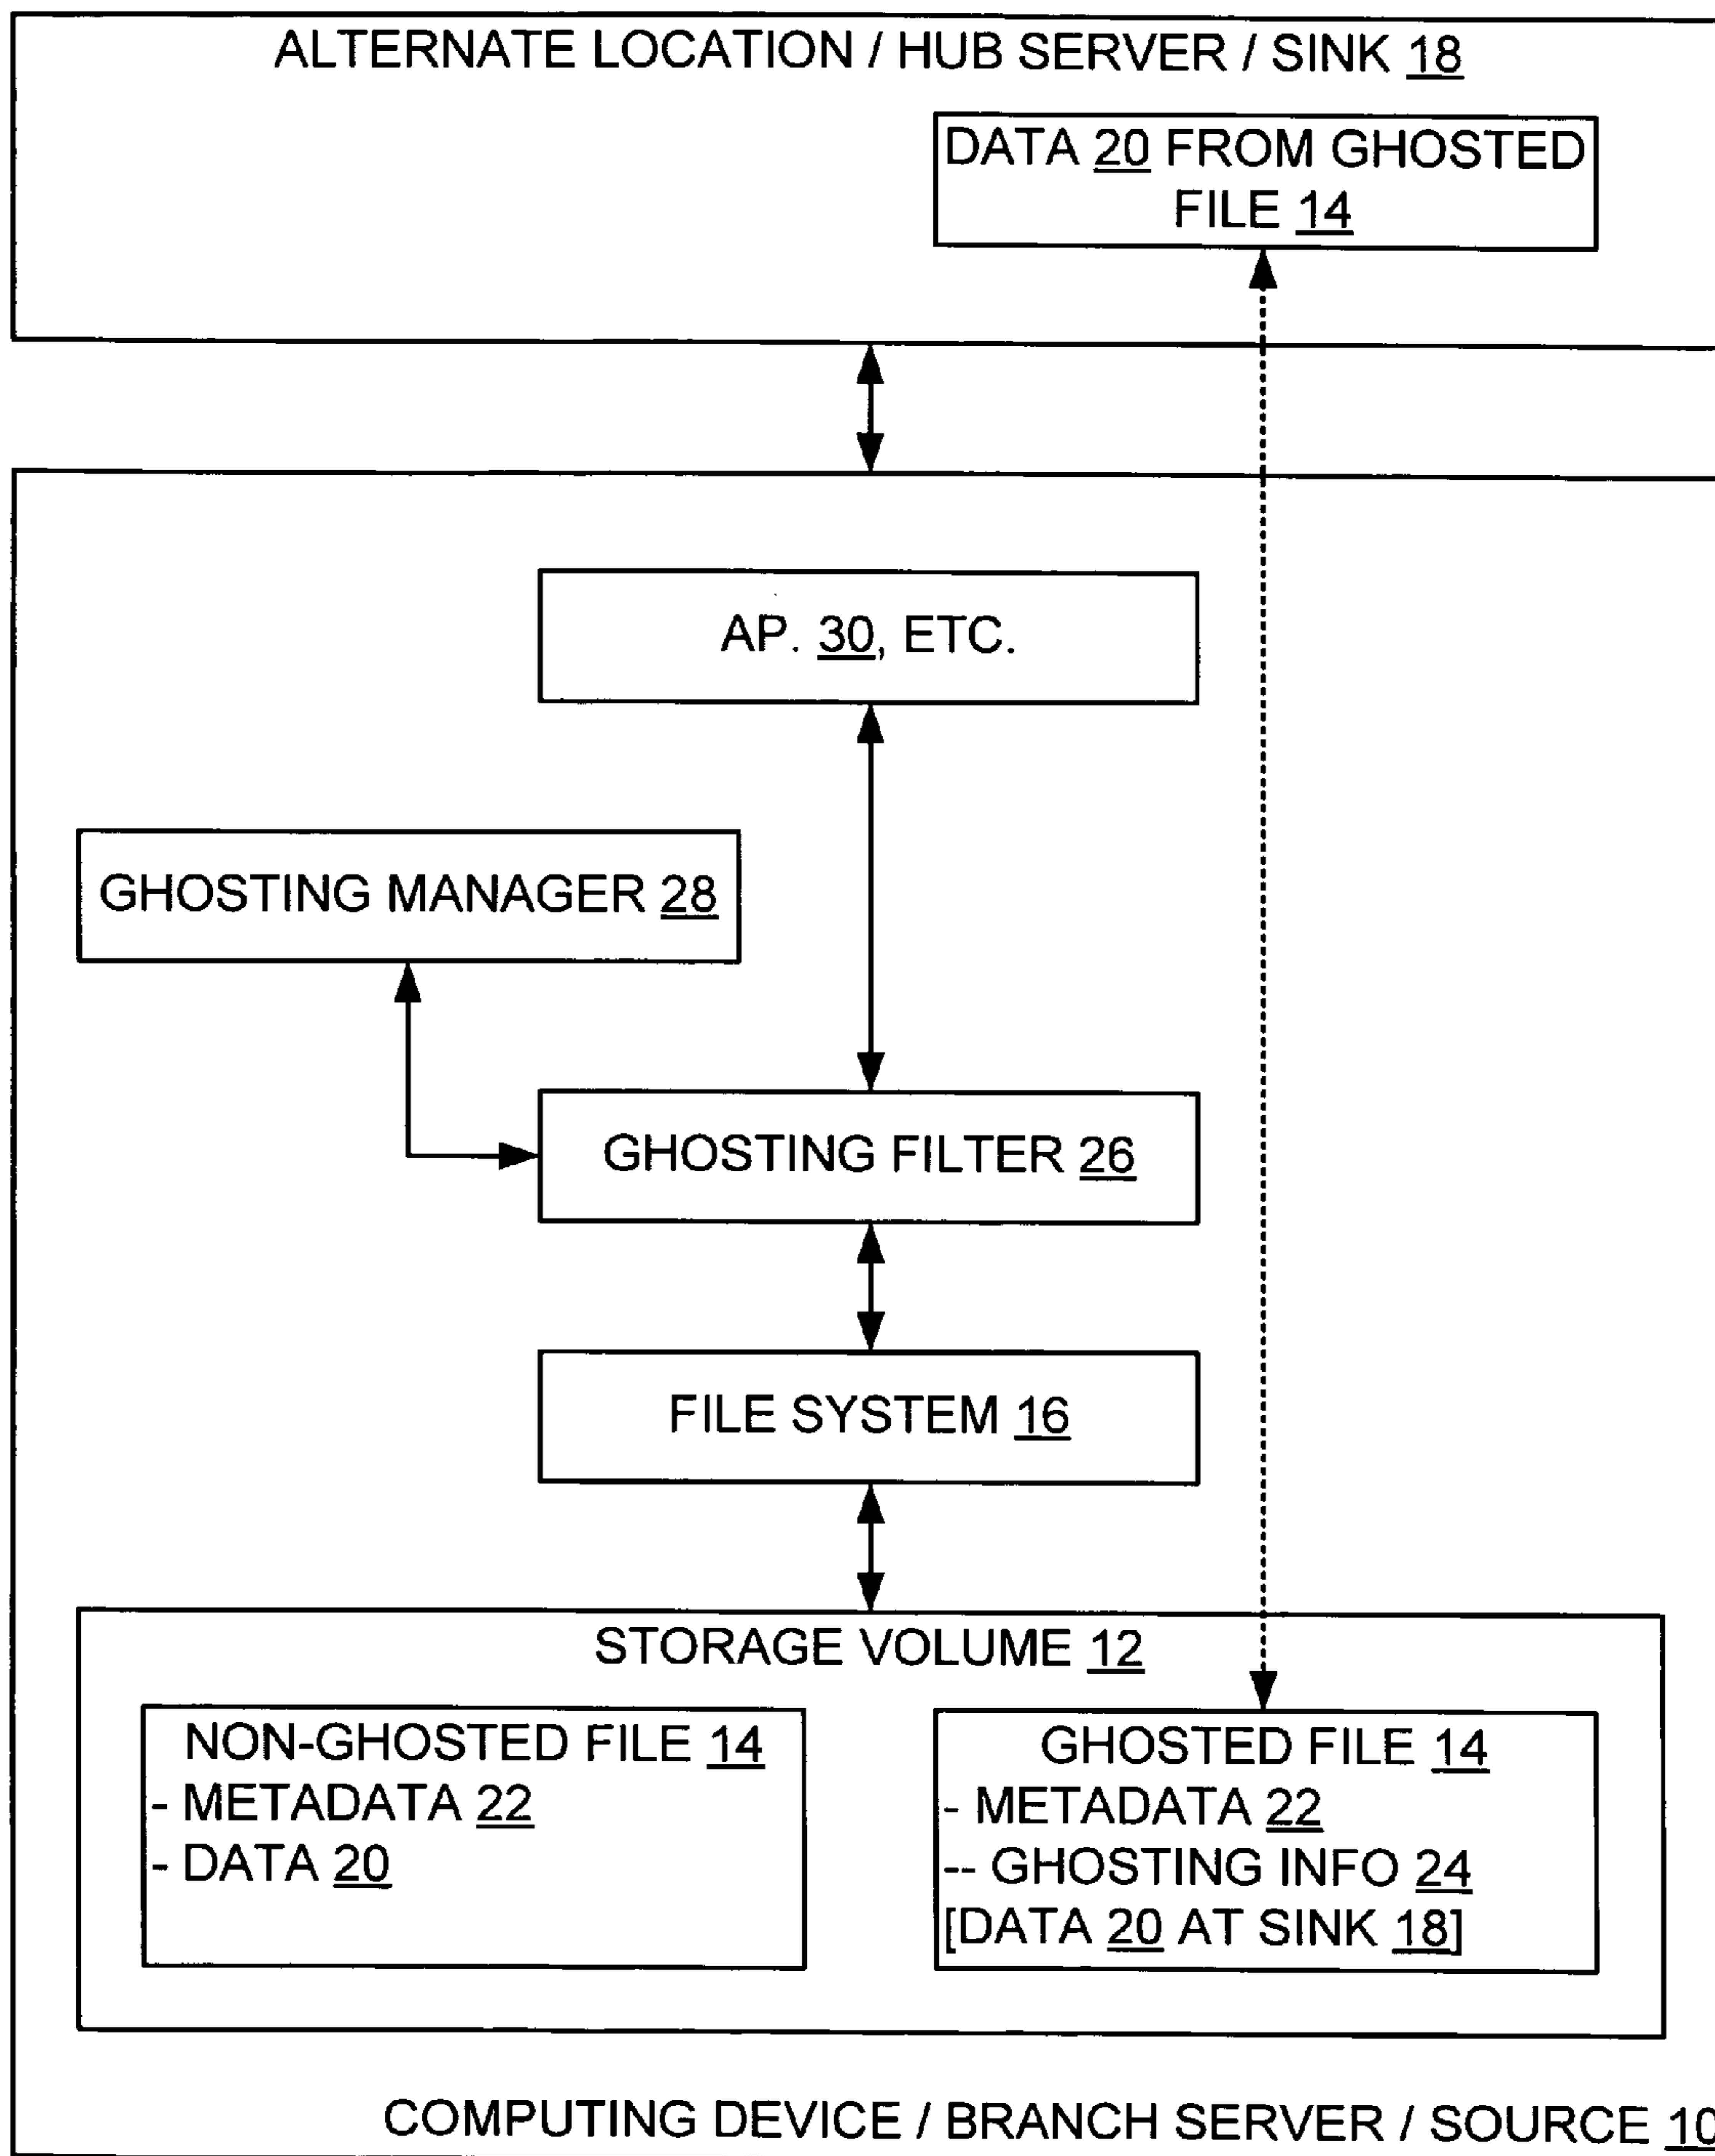 ALTERNATE LOCATION / HUB SERVER / SINK 18
DATA 20 FROM GHOSTED
FILE 14
AP. 30, ETC.
GHOSTING MANAGER 28
GHOSTING FILTER 26
FILE SYSTEM 16
STORAGE VOLUME 12
NON-GHOSTED FILE 14
- METADATA 22
- DATA 20
GHOSTED FILE 14
- METADATA 22
-- GHOSTING INFO 24
[DATA 20 AT SINK 18]
COMPUTING DEVICE / BRANCH SERVER / SOURCE 10